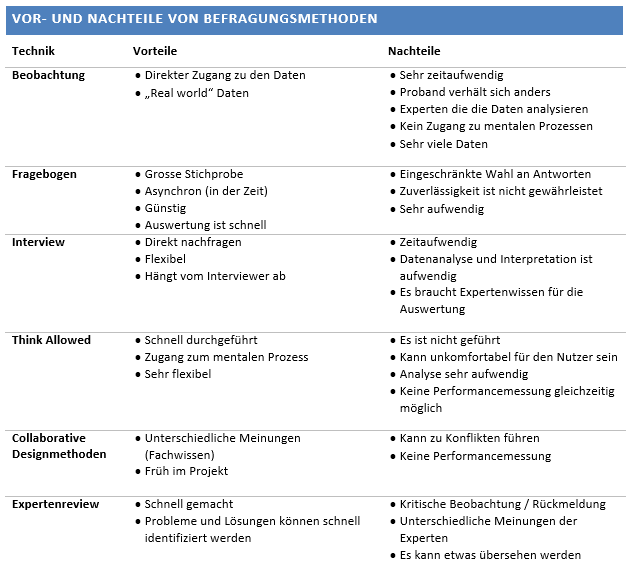 VOR- UND NACHTEILE VON BEFRAGUNGSMETHODEN
Technik Vorteile Nachteile
Beobachtung
• Direkter Zugang zu den Daten
• „Real world“ Daten
• Sehr zeitaufwendig
• Proband verhält sich anders
• Experten die die Daten analysieren
• Kein Zugang zu mentalen Prozessen
• Sehr viele Daten
Fragebogen
• Grosse Stichprobe
• Asynchron (in der Zeit)
• Günstig
• Auswertung ist schnell
• Eingeschränkte Wahl an Antworten
• Zuverlässigkeit ist nicht gewährleistet
• Sehr aufwendig
Interview
• Direkt nachfragen
• Flexibel
• Hängt vom Interviewer ab
• Zeitaufwendig
• Datenanalyse und Interpretation ist
aufwendig
• Es braucht Expertenwissen für die
Auswertung
Think Allowed
• Schnell durchgeführt
• Zugang zum mentalen Prozess
• Sehr flexibel
• Es ist nicht geführt
• Kann unkomfortabel für den Nutzer sein
• Analyse sehr aufwendig
• Keine Performancemessung gleichzeitig
möglich
Collaborative
Designmethoden
• Unterschiedliche Meinungen
(Fachwissen)
• Früh im Projekt
• Kann zu Konflikten führen
• Keine Performancemessung
Expertenreview
• Schnell gemacht
• Probleme und Lösungen können schnell
identifiziert werden
• Kritische Beobachtung / Rückmeldung
• Unterschiedliche Meinungen der
Experten
• Es kann etwas übersehen werden